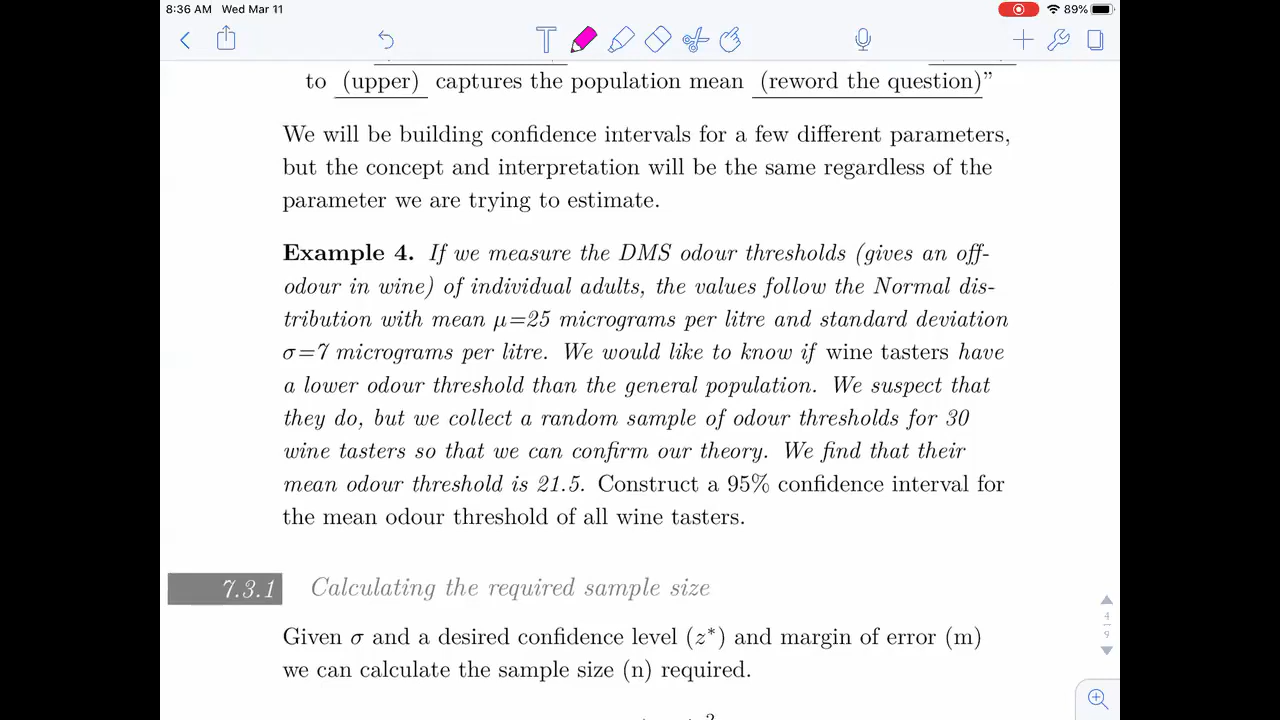 8:36 AM Wed Mar 11
89%
to (upper) captures the population mean (reword the question)”
We will be building confidence intervals for a few different parameters,
but the concept and interpretation will be the same regardless of the
parameter we are trying to estimate.
Example 4. If we measure the DMS odour thresholds (gives an off-
odour in wine) of individual adults, the values follow the Normal dis-
tribution with mean μ=25 micrograms per litre and standard deviation
σ=7 micrograms per litre. We would like to know if wine tasters have
a lower odour threshold than the general population. We suspect that
they do, but we collect a random sample of odour thresholds for 30
wine tasters so that we can confirm our theory. We find that their
mean odour threshold is 21.5. Construct a 95% confidence interval for
the mean odour threshold of all wine tasters.
7.3.1 Calculating the required sample size
Given σ and a desired confidence level (z*) and margin of error (m)
we can calculate the sample size (n) required.
4
9
2